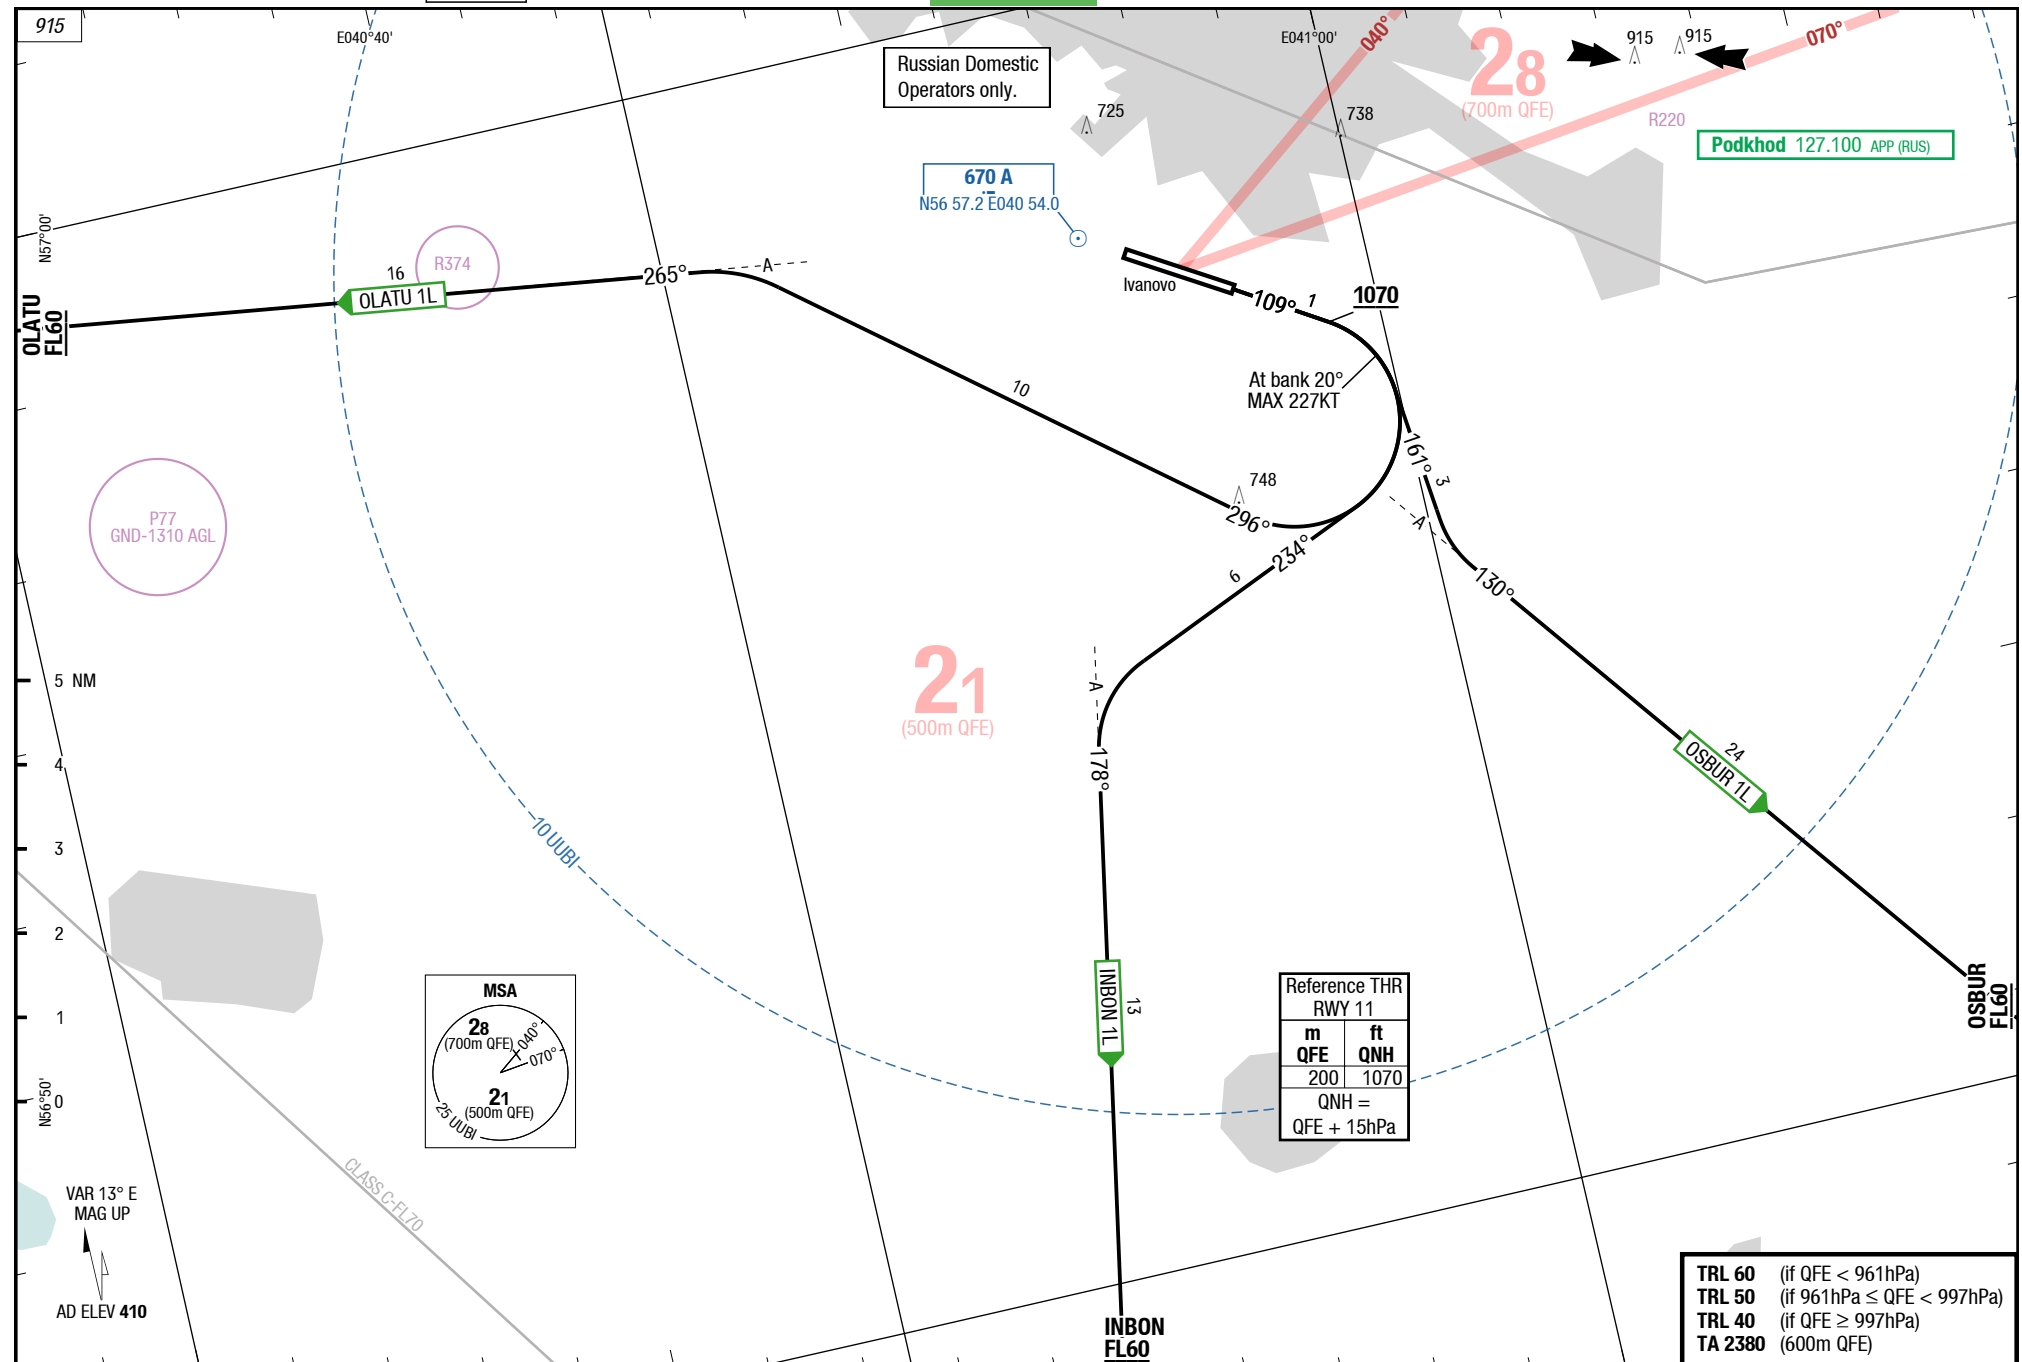 915
E040°40'
E041°00'
Russian Domestic
Operators only.
725
738
040°
28
(700m QFE)
915
915
070°
R220
Podkhod 127.100 APP (RUS)
670 A
N56 57.2 E040 54.0
N57°00'
R374
16
OLATU 1L
265°
A
Ivanovo
109°
1
1070
OLATU
FL60
At bank 20°
MAX 227KT
10
161°
3
748
296°
A
234°
130°
6
P77
GND-1310 AGL
21
(500m QFE)
A
178°
5 NM
4
3
2
1
0
N56°50'
24
OSBUR 1L
10 UUBI
OSBUR
FL60
INBON 1L
13
MSA
28
(700m QFE)
040°
070°
21
(500m QFE)
25 UUBI
Reference THR
RWY 11
m ft
QFE QNH
200 1070
QNH =
QFE + 15hPa
CLASS C-FL70
VAR 13° E
MAG UP
AD ELEV 410
INBON
FL60
TRL 60 (if QFE < 961hPa)
TRL 50 (if 961hPa ≤ QFE < 997hPa)
TRL 40 (if QFE ≥ 997hPa)
TA 2380 (600m QFE)